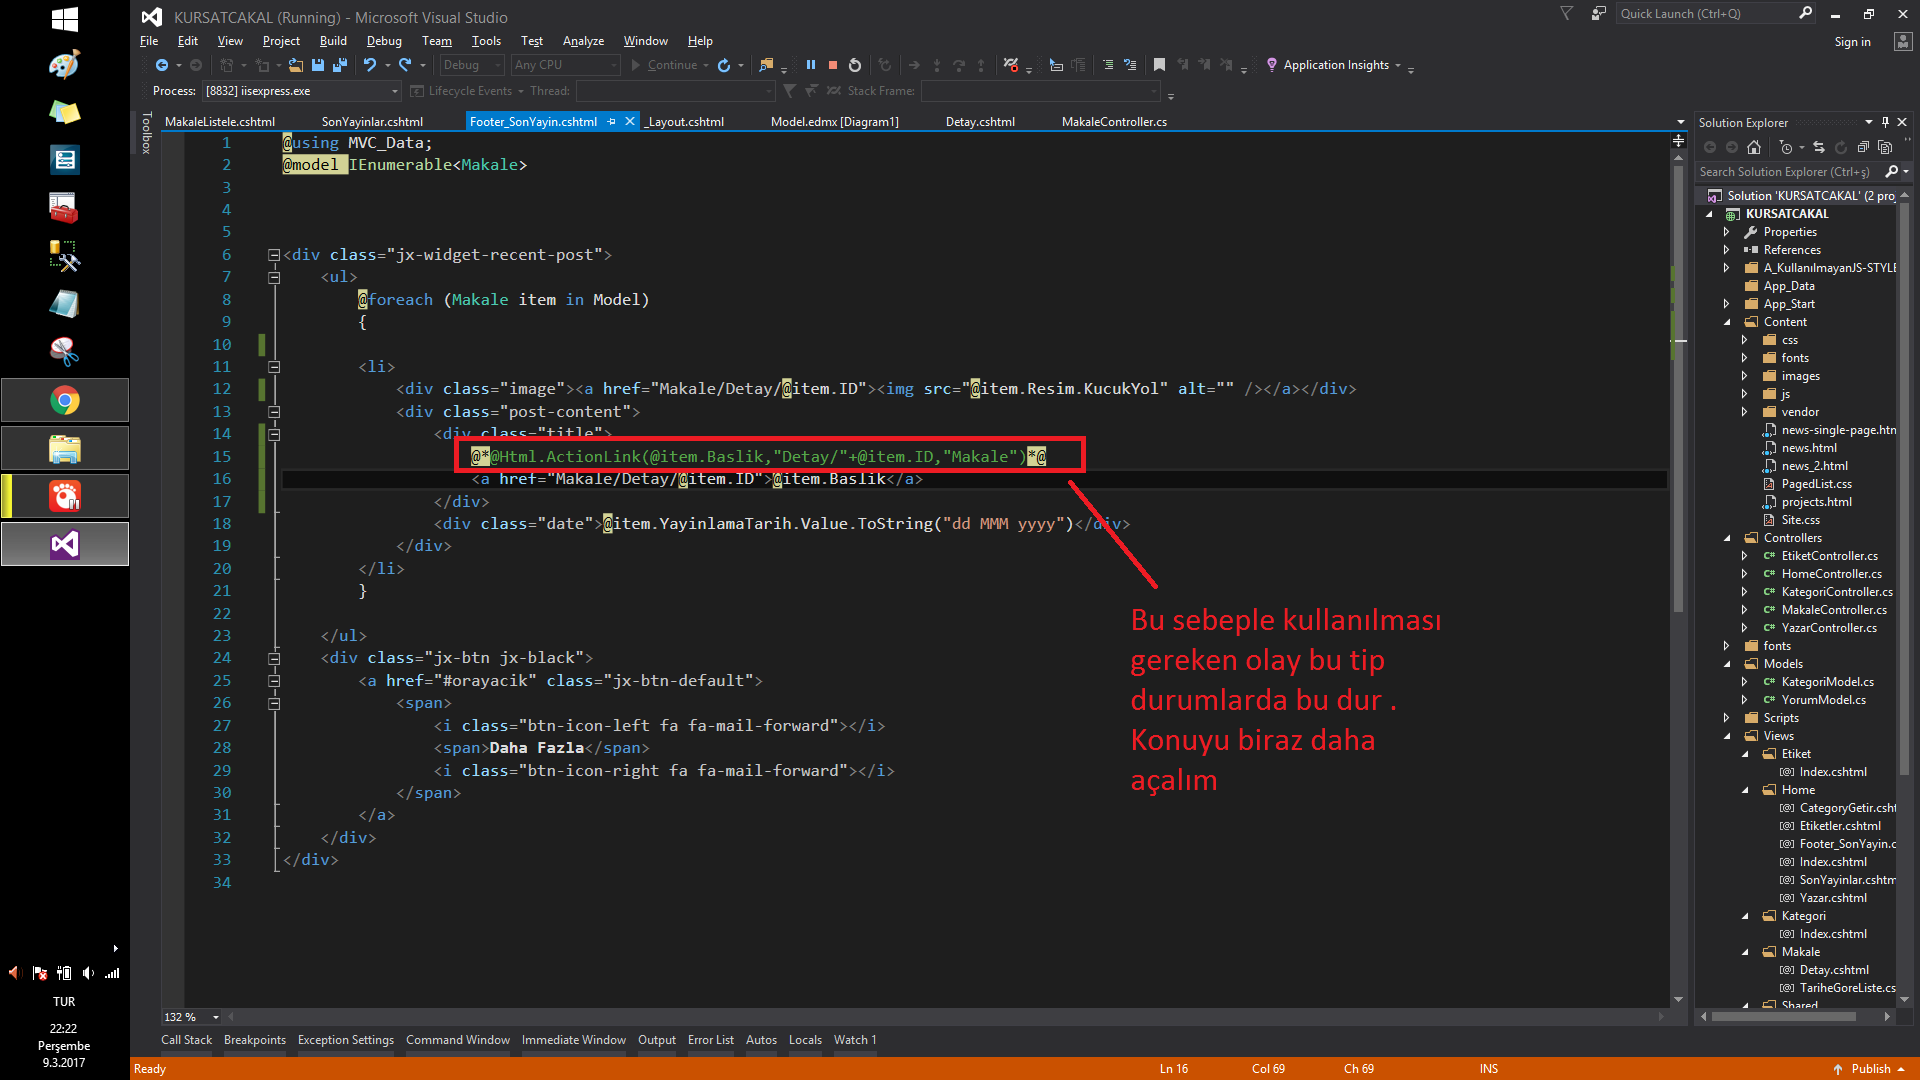 KURSATCAKAL (Running) - Microsoft Visual Studio
Quick Launch (Ctrl+Q)
File Edit View Project Build Debug Team Tools Test Analyze Window Help
Sign in
Debug Any CPU Continue Application Insights
Process: [8832] iisexpress.exe Lifecycle Events Thread: Stack Frame:
Toolbox
MakaleListele.cshtml SonYayinlar.cshtml Footer_SonYayin.cshtml _Layout.cshtml Model.edmx [Diagram1] Detay.cshtml MakaleController.cs
1 @using MVC_Data;
2 @model IEnumerable<Makale>
3
4
5
6 <div class="jx-widget-recent-post">
7 <ul>
8 @foreach (Makale item in Model)
9 {
10
11 <li>
12 <div class="image"><a href="Makale/Detay/@item.ID"><img src="@item.Resim.KucukYol" alt="" /></a></div>
13 <div class="post-content">
14 <div class="title">
15 @*@Html.ActionLink(@item.Baslik,"Detay/"+@item.ID,"Makale")*@
16 <a href="Makale/Detay/@item.ID">@item.Baslik</a>
17 </div>
18 <div class="date">@item.YayinlamaTarih.Value.ToString("dd MMM yyyy")</div>
19 </div>
20 </li>
21 }
22
23 </ul>
24 <div class="jx-btn jx-black">
25 <a href="#orayacik" class="jx-btn-default">
26 <span>
27 <i class="btn-icon-left fa fa-mail-forward"></i>
28 <span>Daha Fazla</span>
29 <i class="btn-icon-right fa fa-mail-forward"></i>
30 </span>
31 </a>
32 </div>
33 </div>
34
Bu sebeple kullanılması
gereken olay bu tip
durumlarda bu dur .
Konuyu biraz daha
açalım
Solution Explorer
Search Solution Explorer (Ctrl+ş)
Solution 'KURSATCAKAL' (2 proj
KURSATCAKAL
Properties
References
A_KullanılmayanJS-STYLE
App_Data
App_Start
Content
css
fonts
images
js
vendor
news-single-page.htm
news.html
news_2.html
PagedList.css
projects.html
Site.css
Controllers
EtiketController.cs
HomeController.cs
KategoriController.cs
MakaleController.cs
YazarController.cs
fonts
Models
KategoriModel.cs
YorumModel.cs
Scripts
Views
Etiket
Index.cshtml
Home
CategoryGetir.csht
Etiketler.cshtml
Footer_SonYayin.c
Index.cshtml
SonYayinlar.cshtm
Yazar.cshtml
Kategori
Index.cshtml
Makale
Detay.cshtml
TariheGoreListe.cs
Shared
132 %
Call Stack Breakpoints Exception Settings Command Window Immediate Window Output Error List Autos Locals Watch 1
Ready Ln 16 Col 69 Ch 69 INS Publish
TUR
22:22
Perşembe
9.3.2017